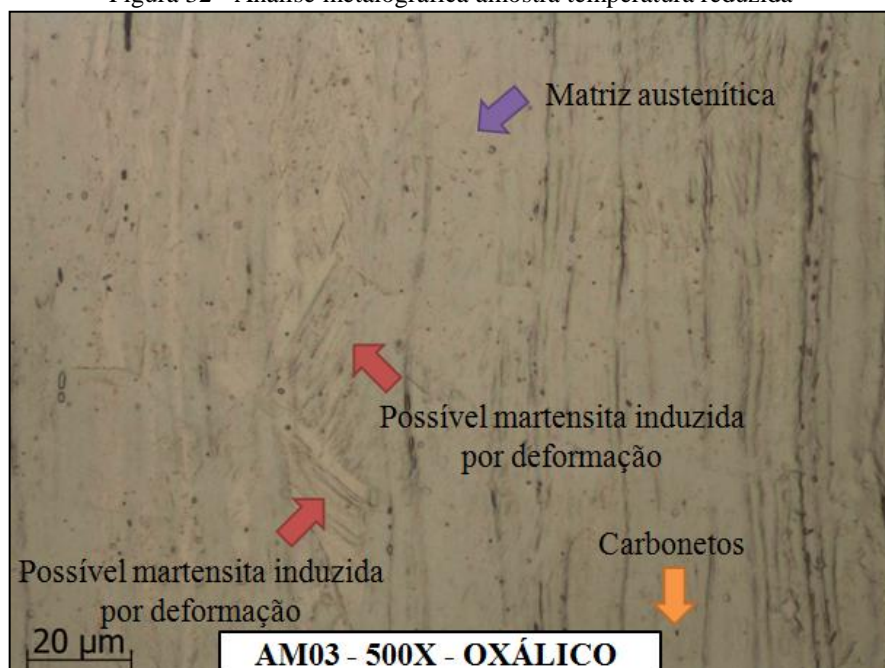 Figura 32 - Análise metalográfica amostra temperatura reduzida
Matriz austenítica
Possível martensita induzida
por deformação
Carbonetos
Possível martensita induzida
por deformação
20 µm
AM03 - 500X - OXÁLICO